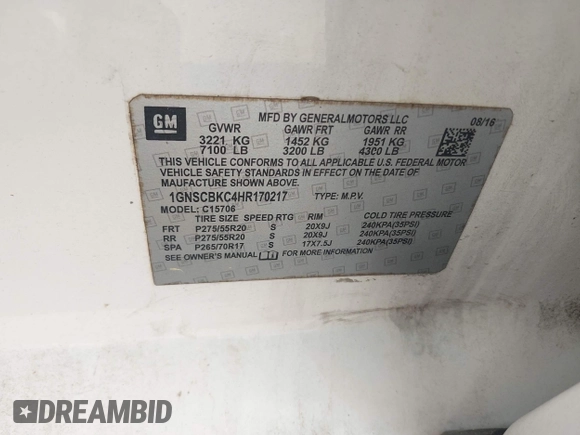 GM
MFD BY GENERALMOTORS LLC
08/16
GVWR GAWR FRT GAWR RR
3221 KG 1452 KG 1951 KG
7100 LB 3200 LB 4300 LB
THIS VEHICLE CONFORMS TO ALL APPLICABLE U.S. FEDERAL MOTOR
VEHICLE SAFETY STANDARDS IN EFFECT ON THE DATE OF
MAUFACTURE SHOWN ABOVE.
1GNSCBKC4HR170217 TYPE: M.P.V.
MODEL: C15706
TIRE SIZE SPEED RTG RIM COLD TIRE PRESSURE
FRT P275/55R20 S 20X9J 240KPA(35PSI)
RR P275/55R20 S 20X9J 240KPA(35PSI)
SPA P265/70R17 S 17X7.5J 240KPA(35PSI)
SEE OWNER'S MANUAL FOR MORE INFORMATION
DREAMBID